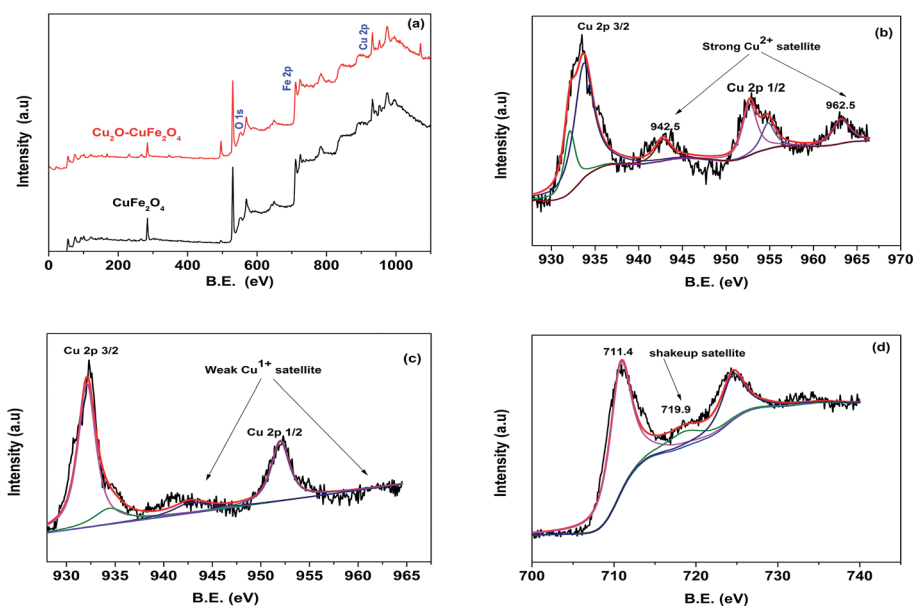 (a)
Intensity (a.u)
Cu₂O-CuFe₂O₄
CuFe₂O₄
O 1s
Fe 2p
Cu 2p
0 200 400 600 800 1000
B.E. (eV)
(b)
Intensity (a.u)
Cu 2p 3/2
Strong Cu²⁺ satellite
Cu 2p 1/2
942.5
962.5
930 935 940 945 950 955 960 965 970
B.E. (eV)
(c)
Intensity (a.u)
Cu 2p 3/2
Weak Cu¹⁺ satellite
Cu 2p 1/2
930 935 940 945 950 955 960 965
B.E. (eV)
(d)
Intensity (a.u)
711.4
shakeup satellite
719.9
700 710 720 730 740
B.E. (eV)